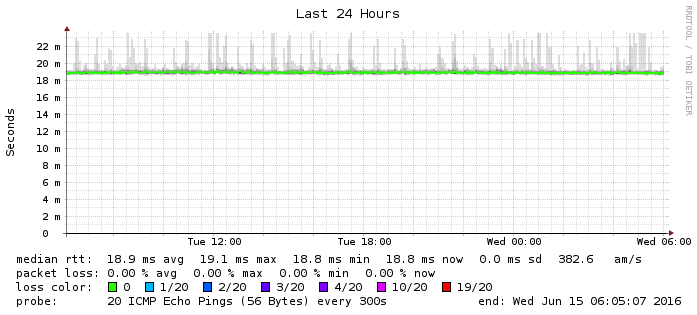 Last 24 Hours
RRDTOOL / TOBI OETIKER
Seconds
22 m
20 m
18 m
16 m
14 m
12 m
10 m
8 m
6 m
4 m
2 m
0
Tue 12:00 Tue 18:00 Wed 00:00 Wed 06:00
median rtt: 18.9 ms avg 19.1 ms max 18.8 ms min 18.8 ms now 0.0 ms sd 382.6 am/s
packet loss: 0.00 % avg 0.00 % max 0.00 % min 0.00 % now
loss color: 0 1/20 2/20 3/20 4/20 10/20 19/20
probe: 20 ICMP Echo Pings (56 Bytes) every 300s end: Wed Jun 15 06:05:07 2016